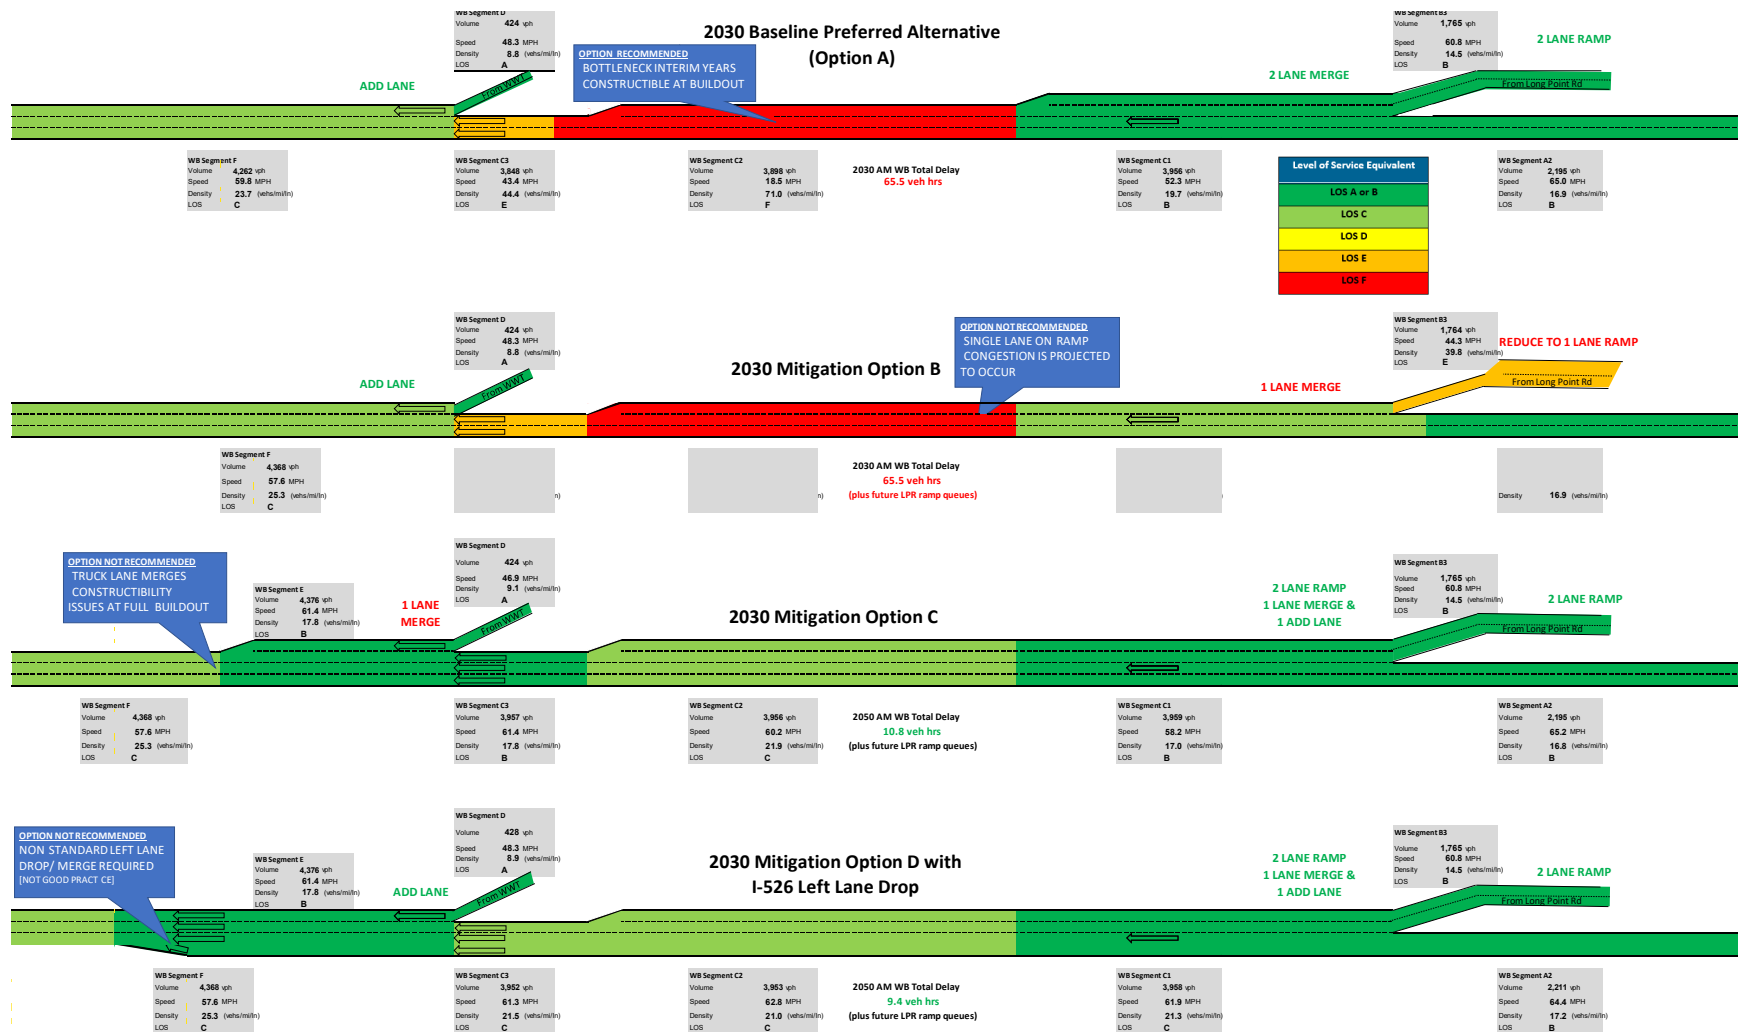 2030 Baseline Preferred Alternative
(Option A)
WB Segment D
Volume 424 vph
Speed 48.3 MPH
Density 8.8 (vehs/mi/ln)
LOS A
OPTION RECOMMENDED
BOTTLENECK INTERIM YEARS
CONSTRUCTIBLE AT BUILDOUT
WB Segment B3
Volume 1,765 vph
Speed 60.8 MPH
Density 14.5 (vehs/mi/ln)
LOS B
2 LANE RAMP
ADD LANE
From WWT
2 LANE MERGE
From Long Point Rd
WB Segment F
Volume 4,262 vph
Speed 59.8 MPH
Density 23.7 (vehs/mi/ln)
LOS C
WB Segment C3
Volume 3,848 vph
Speed 43.4 MPH
Density 44.4 (vehs/mi/ln)
LOS E
WB Segment C2
Volume 3,898 vph
Speed 18.5 MPH
Density 71.0 (vehs/mi/ln)
LOS F
2030 AM WB Total Delay
65.5 veh hrs
WB Segment C1
Volume 3,956 vph
Speed 52.3 MPH
Density 19.7 (vehs/mi/ln)
LOS B
Level of Service Equivalent
LOS A or B
LOS C
LOS D
LOS E
LOS F
WB Segment A2
Volume 2,195 vph
Speed 65.0 MPH
Density 16.9 (vehs/mi/ln)
LOS B
WB Segment D
Volume 424 vph
Speed 48.3 MPH
Density 8.8 (vehs/mi/ln)
LOS A
2030 Mitigation Option B
OPTION NOT RECOMMENDED
SINGLE LANE ON RAMP
CONGESTION IS PROJECTED
TO OCCUR
WB Segment B3
Volume 1,764 vph
Speed 44.3 MPH
Density 39.8 (vehs/mi/ln)
LOS E
REDUCE TO 1 LANE RAMP
ADD LANE
From WWT
1 LANE MERGE
From Long Point Rd
WB Segment F
Volume 4,368 vph
Speed 57.6 MPH
Density 25.3 (vehs/mi/ln)
LOS C
n)
n)
2030 AM WB Total Delay
65.5 veh hrs
(plus future LPR ramp queues)
Density 16.9 (vehs/mi/ln)
OPTION NOT RECOMMENDED
TRUCK LANE MERGES
CONSTRUCTIBILITY
ISSUES AT FULL BUILDOUT
WB Segment E
Volume 4,376 vph
Speed 61.4 MPH
Density 17.8 (vehs/mi/ln)
LOS B
1 LANE
MERGE
WB Segment D
Volume 424 vph
Speed 46.9 MPH
Density 9.1 (vehs/mi/ln)
LOS A
From WWT
2030 Mitigation Option C
2 LANE RAMP
1 LANE MERGE &
1 ADD LANE
WB Segment B3
Volume 1,765 vph
Speed 60.8 MPH
Density 14.5 (vehs/mi/ln)
LOS B
2 LANE RAMP
From Long Point Rd
WB Segment F
Volume 4,368 vph
Speed 57.6 MPH
Density 25.3 (vehs/mi/ln)
LOS C
WB Segment C3
Volume 3,957 vph
Speed 61.4 MPH
Density 17.8 (vehs/mi/ln)
LOS B
WB Segment C2
Volume 3,956 vph
Speed 60.2 MPH
Density 21.9 (vehs/mi/ln)
LOS C
2050 AM WB Total Delay
10.8 veh hrs
(plus future LPR ramp queues)
WB Segment C1
Volume 3,959 vph
Speed 58.2 MPH
Density 17.0 (vehs/mi/ln)
LOS B
WB Segment A2
Volume 2,195 vph
Speed 65.2 MPH
Density 16.8 (vehs/mi/ln)
LOS B
OPTION NOT RECOMMENDED
NON STANDARD LEFT LANE
DROP/ MERGE REQUIRED
[NOT GOOD PRACT CE]
WB Segment E
Volume 4,376 vph
Speed 61.4 MPH
Density 17.8 (vehs/mi/ln)
LOS B
ADD LANE
WB Segment D
Volume 428 vph
Speed 48.3 MPH
Density 8.9 (vehs/mi/ln)
LOS A
From WWT
2030 Mitigation Option D with
I-526 Left Lane Drop
2 LANE RAMP
1 LANE MERGE &
1 ADD LANE
WB Segment B3
Volume 1,765 vph
Speed 60.8 MPH
Density 14.5 (vehs/mi/ln)
LOS B
2 LANE RAMP
From Long Point Rd
WB Segment F
Volume 4,368 vph
Speed 57.6 MPH
Density 25.3 (vehs/mi/ln)
LOS C
WB Segment C3
Volume 3,952 vph
Speed 61.3 MPH
Density 21.5 (vehs/mi/ln)
LOS C
WB Segment C2
Volume 3,953 vph
Speed 62.8 MPH
Density 21.0 (vehs/mi/ln)
LOS C
2050 AM WB Total Delay
9.4 veh hrs
(plus future LPR ramp queues)
WB Segment C1
Volume 3,958 vph
Speed 61.9 MPH
Density 21.3 (vehs/mi/ln)
LOS C
WB Segment A2
Volume 2,211 vph
Speed 64.4 MPH
Density 17.2 (vehs/mi/ln)
LOS B